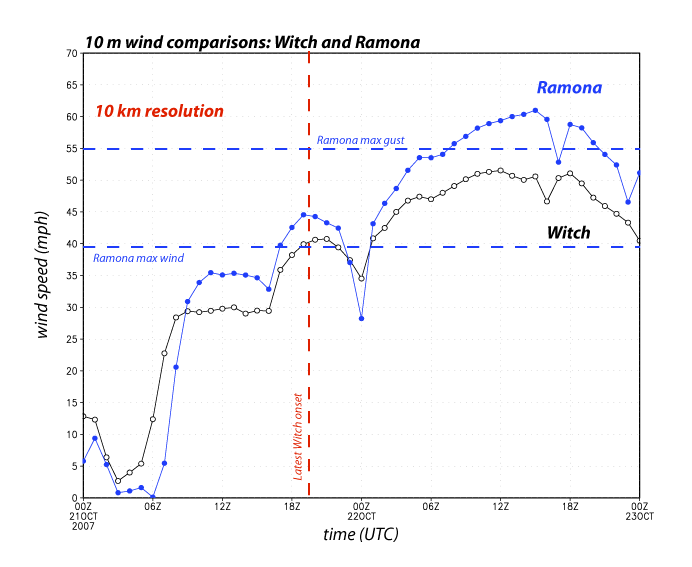 10 m wind comparisons: Witch and Ramona
70
65
60
55
50
45
40
35
30
25
20
15
10
5
0
wind speed (mph)
10 km resolution
Ramona
Ramona max gust
Witch
Ramona max wind
Latest Witch onset
00Z 06Z 12Z 18Z 00Z 06Z 12Z 18Z 00Z
21OCT 22OCT 23OCT
2007
time (UTC)